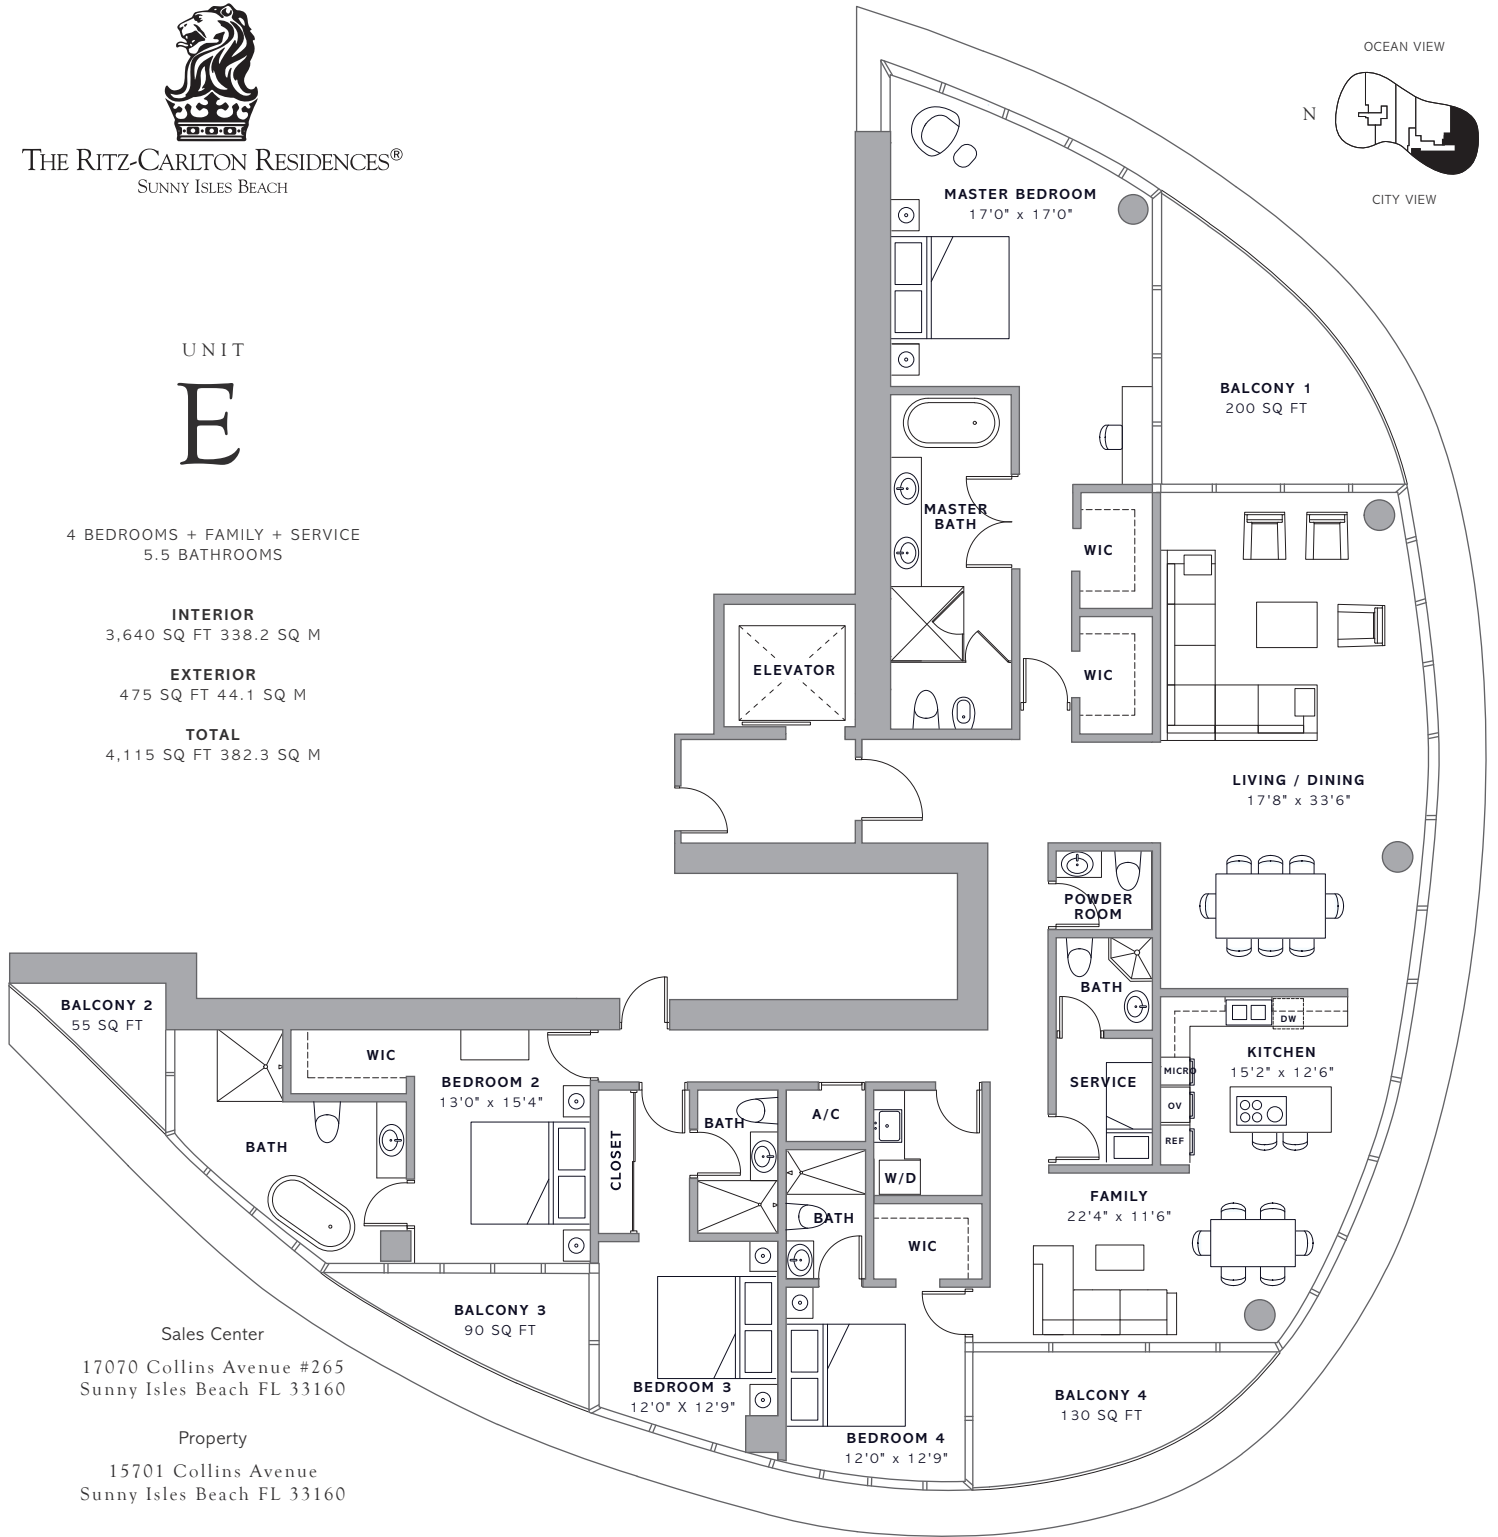 THE RITZ-CARLTON RESIDENCES®
SUNNY ISLES BEACH
UNIT
E
4 BEDROOMS + FAMILY + SERVICE
5.5 BATHROOMS
INTERIOR
3,640 SQ FT 338.2 SQ M
EXTERIOR
475 SQ FT 44.1 SQ M
TOTAL
4,115 SQ FT 382.3 SQ M
OCEAN VIEW
N
CITY VIEW
MASTER BEDROOM
17'0" x 17'0"
BALCONY 1
200 SQ FT
MASTER
BATH
WIC
WIC
ELEVATOR
LIVING / DINING
17'8" x 33'6"
POWDER
ROOM
BATH
DW
KITCHEN
15'2" x 12'6"
MICRO
OV
REF
SERVICE
FAMILY
22'4" x 11'6"
BALCONY 2
55 SQ FT
WIC
BEDROOM 2
13'0" x 15'4"
BATH
CLOSET
BATH
A/C
W/D
BATH
WIC
BALCONY 3
90 SQ FT
BEDROOM 3
12'0" X 12'9"
BEDROOM 4
12'0" x 12'9"
BALCONY 4
130 SQ FT
Sales Center
17070 Collins Avenue #265
Sunny Isles Beach FL 33160
Property
15701 Collins Avenue
Sunny Isles Beach FL 33160